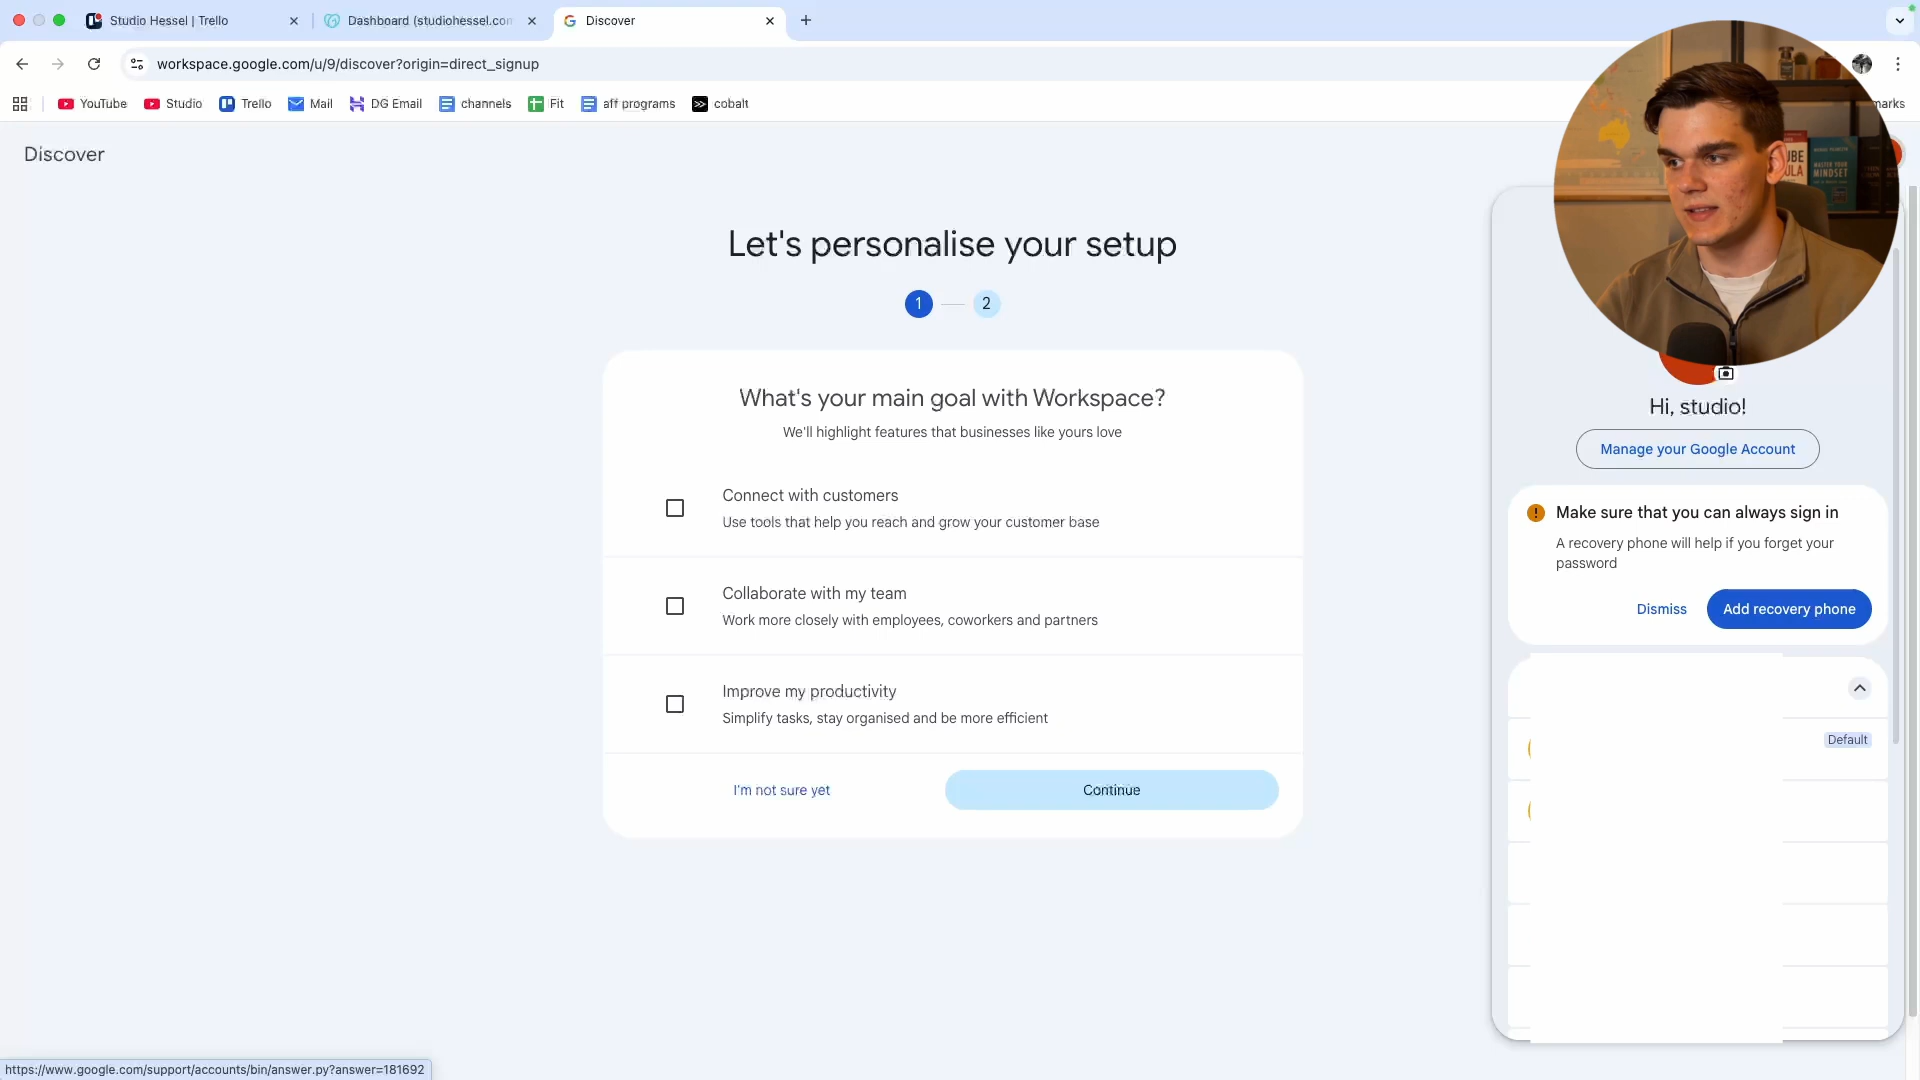 Studio Hessel | Trello
Dashboard (studiohessel.com
Discover
workspace.google.com/u/9/discover?origin=direct_signup
YouTube
Studio
Trello
Mail
DG Email
channels
Fit
aff programs
cobalt
marks
Discover
Let's personalise your setup
1
2
What's your main goal with Workspace?
We'll highlight features that businesses like yours love
Connect with customers
Use tools that help you reach and grow your customer base
Collaborate with my team
Work more closely with employees, coworkers and partners
Improve my productivity
Simplify tasks, stay organised and be more efficient
I'm not sure yet
Continue
MASTER YOUR
MINDSET
Hi, studio!
Manage your Google Account
Make sure that you can always sign in
A recovery phone will help if you forget your
password
Dismiss
Add recovery phone
Default
https://www.google.com/support/accounts/bin/answer.py?answer=181692